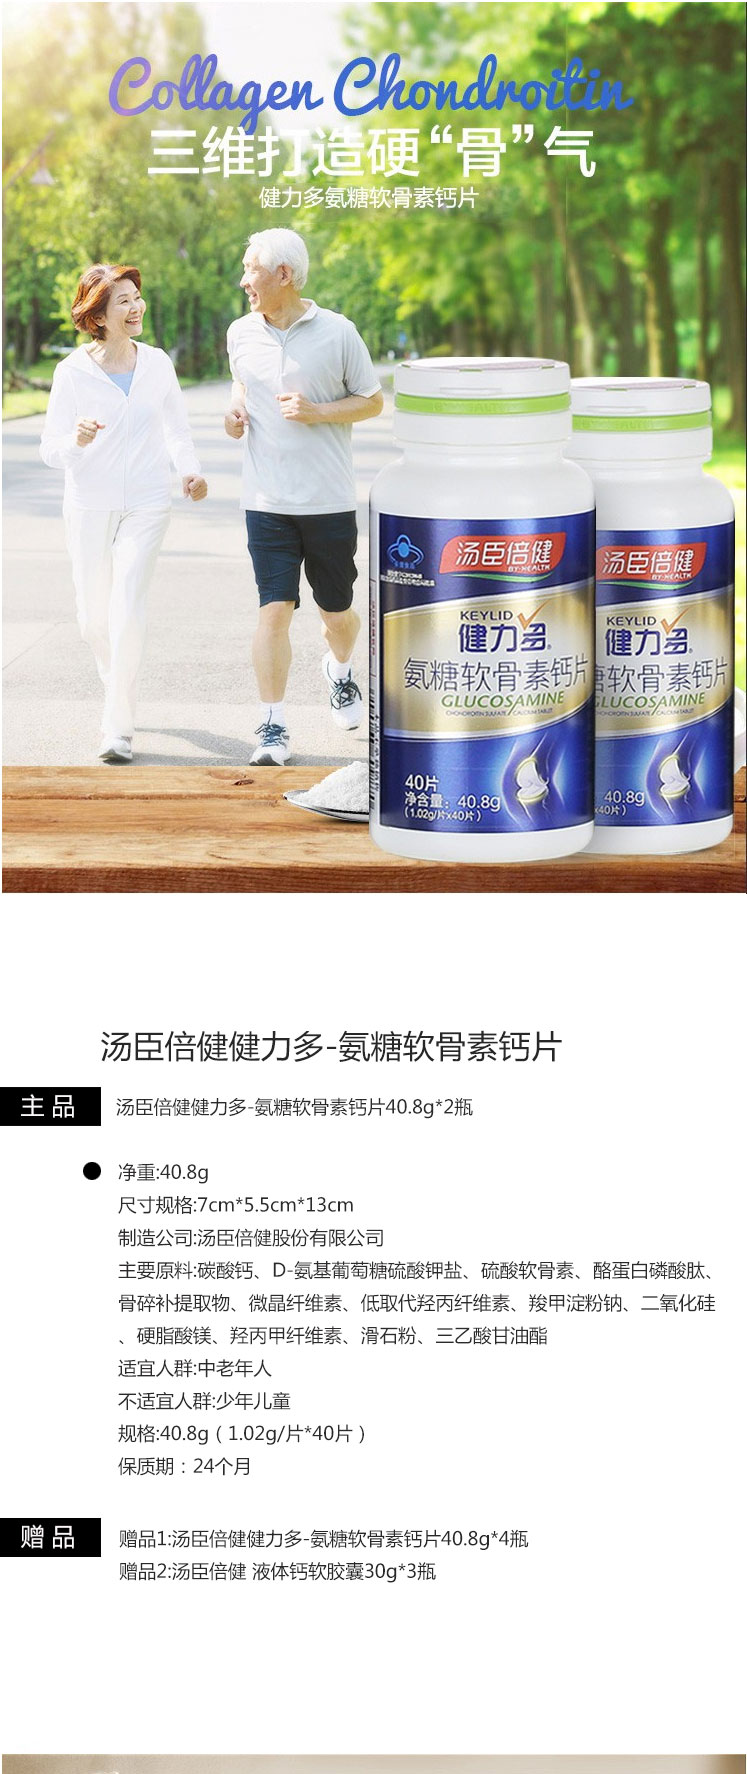 Collagen Chondroitin
三维打造硬“骨”气
健力多氨糖软骨素钙片
汤臣倍健
BY-HEALTH
KEYLID
健力多®
氨糖软骨素钙片
GLUCOSAMINE
CHONDROITIN SULFATE / CALCIUM TABLET
40片
净含量：40.8g
(1.02g/片x40片)
汤臣倍健
BY-HEALTH
KEYLID
健力多®
糖软骨素钙片
GLUCOSAMINE
40.8g
x40片)
汤臣倍健健力多-氨糖软骨素钙片
主品
汤臣倍健健力多-氨糖软骨素钙片40.8g*2瓶
净重:40.8g
尺寸规格:7cm*5.5cm*13cm
制造公司:汤臣倍健股份有限公司
主要原料:碳酸钙、D-氨基葡萄糖硫酸钾盐、硫酸软骨素、酪蛋白磷酸肽、
骨碎补提取物、微晶纤维素、低取代羟丙纤维素、羧甲淀粉钠、二氧化硅
、硬脂酸镁、羟丙甲纤维素、滑石粉、三乙酸甘油酯
适宜人群:中老年人
不适宜人群:少年儿童
规格:40.8g（1.02g/片*40片）
保质期：24个月
赠品
赠品1:汤臣倍健健力多-氨糖软骨素钙片40.8g*4瓶
赠品2:汤臣倍健 液体钙软胶囊30g*3瓶